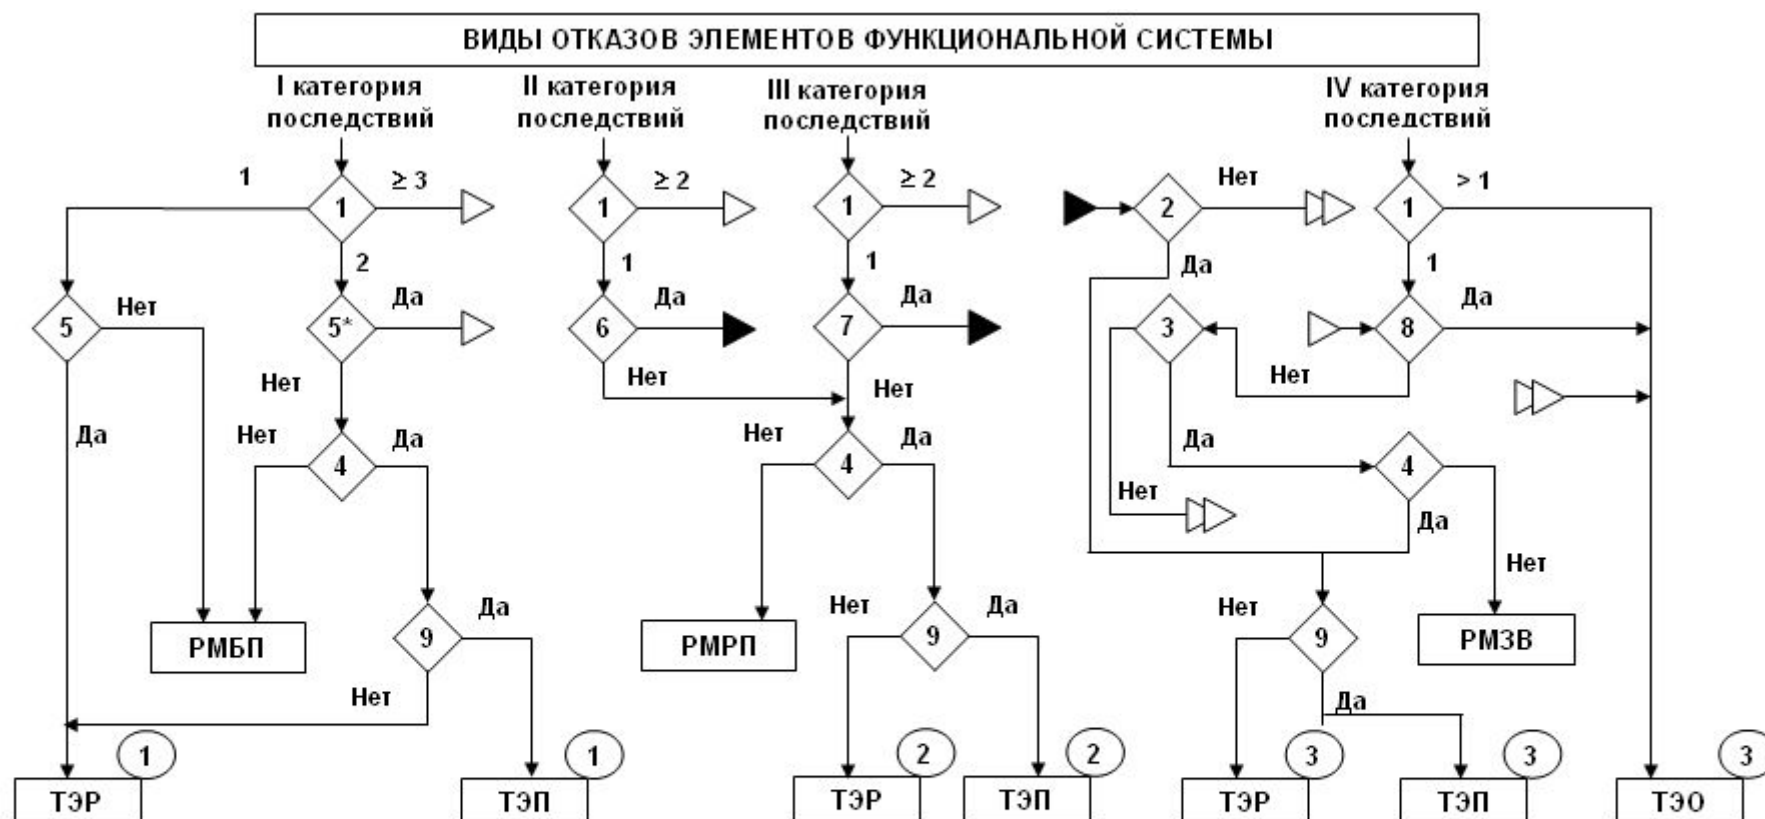 ВИДЫ ОТКАЗОВ ЭЛЕМЕНТОВ ФУНКЦИОНАЛЬНОЙ СИСТЕМЫ
I категория
последствий
II категория
последствий
III категория
последствий
IV категория
последствий
1
1
≥ 3
1
≥ 2
1
≥ 2
2
Нет
1
> 1
2
1
1
Да
1
5
Нет
5*
Да
6
Да
7
Да
3
8
Да
Нет
Нет
Нет
Нет
Да
Нет
4
Да
Нет
4
Да
Да
4
Нет
Да
Нет
РМБП
9
Да
Нет
РМРП
Нет
9
Да
Нет
9
Да
РМЗВ
1
ТЭР
1
ТЭП
2
ТЭР
2
ТЭП
3
ТЭР
3
ТЭП
3
ТЭО